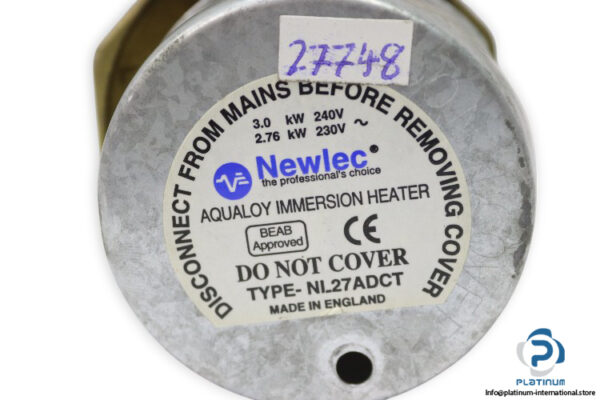 27748
DISCONNECT FROM MAINS BEFORE REMOVING COVER
3.0 kW 240V
2.76 kW 230V ~
Newlec
the professional's choice
AQUALOY IMMERSION HEATER
BEAB
Approved
CE
DO NOT COVER
TYPE- NL27ADCT
MADE IN ENGLAND
PLATINUM
Info@platinum-international.store